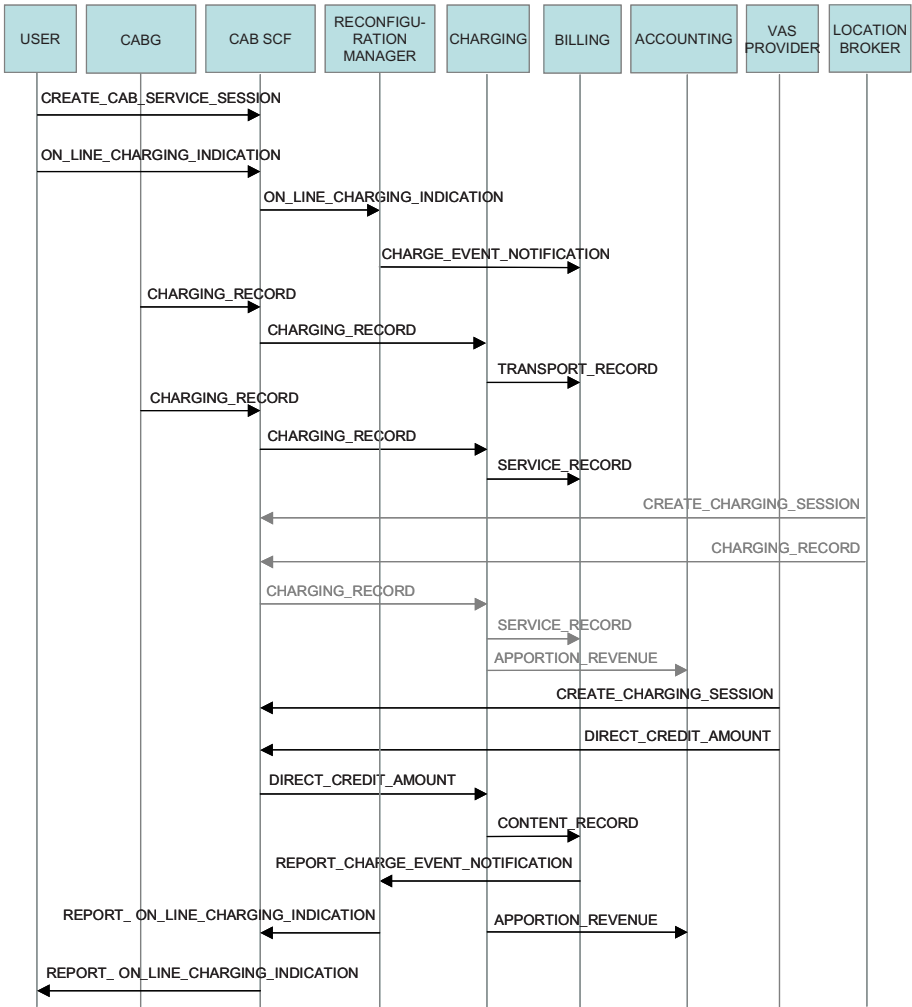 USER
CABG
CAB SCF
RECONFIGU-
RATION
MANAGER
CHARGING
BILLING
ACCOUNTING
VAS
PROVIDER
LOCATION
BROKER
CREATE_CAB_SERVICE_SESSION
ON_LINE_CHARGING_INDICATION
ON_LINE_CHARGING_INDICATION
CHARGE_EVENT_NOTIFICATION
CHARGING_RECORD
CHARGING_RECORD
TRANSPORT_RECORD
CHARGING_RECORD
CHARGING_RECORD
SERVICE_RECORD
CREATE_CHARGING_SESSION
CHARGING_RECORD
CHARGING_RECORD
SERVICE_RECORD
APPORTION_REVENUE
CREATE_CHARGING_SESSION
DIRECT_CREDIT_AMOUNT
DIRECT_CREDIT_AMOUNT
CONTENT_RECORD
REPORT_CHARGE_EVENT_NOTIFICATION
REPORT_ ON_LINE_CHARGING_INDICATION
APPORTION_REVENUE
REPORT_ ON_LINE_CHARGING_INDICATION